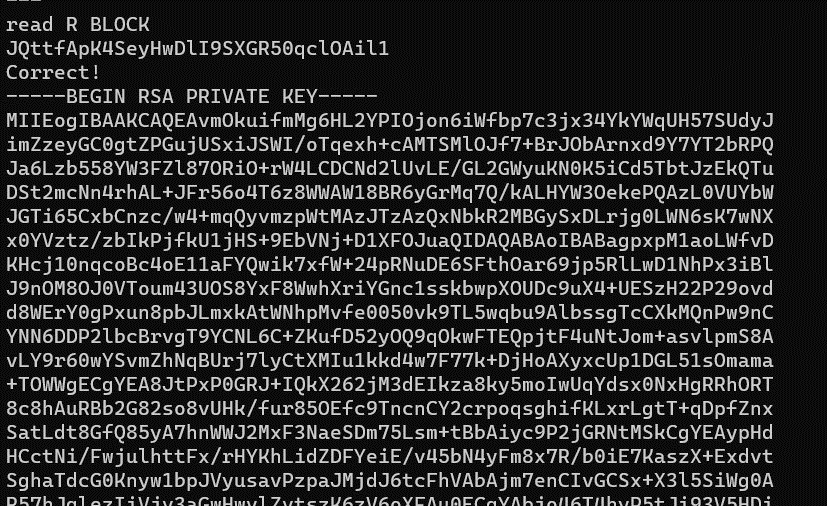 read R BLOCK
JQttfApK4SeyHwDlI9SXGR50qclOAil1
Correct!
-----BEGIN RSA PRIVATE KEY-----
MIIEogIBAAKCAQEAvmOkuifmMg6HL2YPIOjon6iWfbp7c3jx34YkYWqUH57SUdyJ
imZzeyGC0gtZPGujUSxiJSWI/oTqexh+cAMTSMlOJf7+BrJObArnxd9Y7YT2bRPQ
Ja6Lzb558YW3FZl87ORiO+rW4LCDCNd2lUvLE/GL2GWyuKN0K5iCd5TbtJzEkQTu
DSt2mcNn4rhAL+JFr56o4T6z8WWAW18BR6yGrMq7Q/kALHYW3OekePQAzL0VUYbW
JGTi65CxbCnzc/w4+mqQyvmzpWtMAzJTzAzQxNbkR2MBGySxDLrjg0LWN6sK7wNX
x0YVztz/zbIkPjfkU1jHS+9EbVNj+D1XFOJuaQIDAQABAoIBABagpxpM1aoLWfvD
KHcj10nqcoBc4oE11aFYQwik7xfW+24pRNuDE6SFthOar69jp5RlLwD1NhPx3iBl
J9nOM8OJ0VToum43UOS8YxF8WwhXriYGnc1sskbwpXOUDc9uX4+UESzH22P29ovd
d8WErY0gPxun8pbJLmxkAtWNhpMvfe0050vk9TL5wqbu9AlbssgTcCXkMQnPw9nC
YNN6DDP2lbcBrvgT9YCNL6C+ZKufD52yOQ9qOkwFTEQpjtF4uNtJom+asvlpmS8A
vLY9r60wYSvmZhNqBUrj7lyCtXMIu1kkd4w7F77k+DjHoAXyxcUp1DGL51sOmama
+TOWWgECgYEA8JtPxP0GRJ+IQkX262jM3dEIkza8ky5moIwUqYdsx0NxHgRRhORT
8c8hAuRBb2G82so8vUHk/fur85OEfc9TncnCY2crpoqsghifKLxrLgtT+qDpfZnx
SatLdt8GfQ85yA7hnWWJ2MxF3NaeSDm75Lsm+tBbAiyc9P2jGRNtMSkCgYEAypHd
HCctNi/FwjulhttFx/rHYKhLidZDFYeiE/v45bN4yFm8x7R/b0iE7KaszX+Exdvt
SghaTdcG0Knyw1bpJVyusavPzpaJMjdJ6tcFhVAbAjm7enCIvGCSx+X3l5SiWg0A